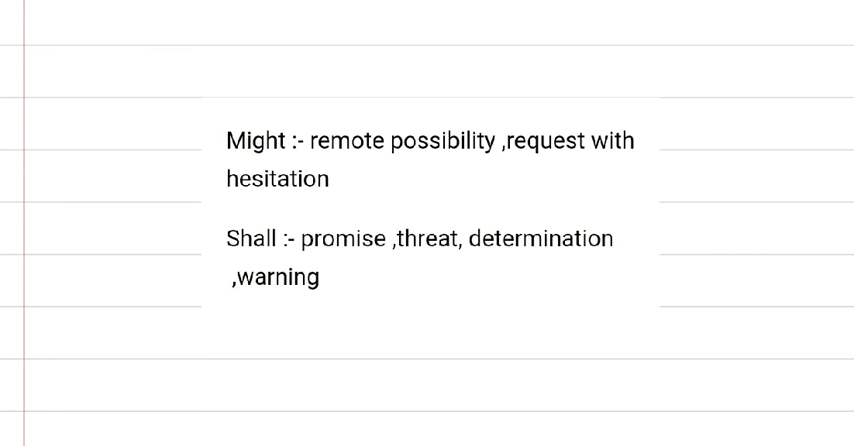 Might :- remote possibility ,request with
hesitation
Shall :- promise ,threat, determination
,warning